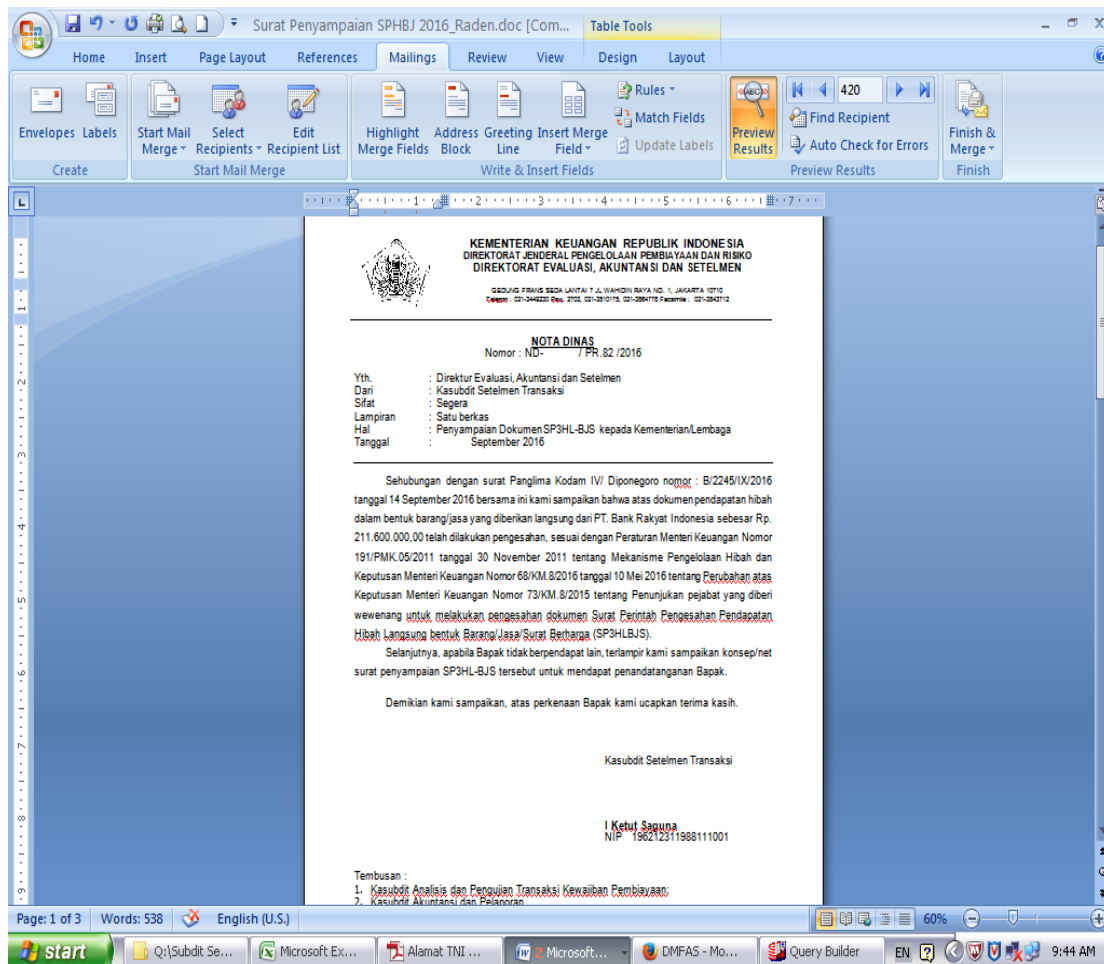 Surat Penyampaian SPHBJ 2016_Raden.doc [Com... Table Tools
Home Insert Page Layout References Mailings Review View Design Layout
Envelopes Labels Start Mail Merge Select Recipients Edit Recipient List Highlight Merge Fields Address Block Greeting Line Insert Merge Field Rules Match Fields Update Labels Preview Results 420 Find Recipient Auto Check for Errors Finish & Merge
Create Start Mail Merge Write & Insert Fields Preview Results Finish
KEMENTERIAN KEUANGAN REPUBLIK INDONESIA
DIREKTORAT JENDERAL PENGELOLAAN PEMBIAYAAN DAN RISIKO
DIREKTORAT EVALUASI, AKUNTANSI DAN SETELMEN
GEDUNG FRANS SEDA LANTAI 7 JL WAHIDIN RAYA NO. 1, JAKARTA 10710
NOTA DINAS
Nomor : ND- / PR.82 /2016
Yth. : Direktur Evaluasi, Akuntansi dan Setelmen
Dari : Kasubdit Setelmen Transaksi
Sifat : Segera
Lampiran : Satu berkas
Hal : Penyampaian Dokumen SP3HL-BJS kepada Kementerian/Lembaga
Tanggal : September 2016
Sehubungan dengan surat Panglima Kodam IV/ Diponegoro nomor : B/2245/IX/2016
tanggal 14 September 2016 bersama ini kami sampaikan bahwa atas dokumen pendapatan hibah
dalam bentuk barang/jasa yang diberikan langsung dari PT. Bank Rakyat Indonesia sebesar Rp.
211.600.000,00 telah dilakukan pengesahan, sesuai dengan Peraturan Menteri Keuangan Nomor
191/PMK.05/2011 tanggal 30 November 2011 tentang Mekanisme Pengelolaan Hibah dan
Keputusan Menteri Keuangan Nomor 68/KM.8/2016 tanggal 10 Mei 2016 tentang Perubahan atas
Keputusan Menteri Keuangan Nomor 73/KM.8/2015 tentang Penunjukan pejabat yang diberi
wewenang untuk melakukan pengesahan dokumen Surat Perintah Pengesahan Pendapatan
Hibah Langsung bentuk Barang/Jasa/Surat Berharga (SP3HLBJS).
Selanjutnya, apabila Bapak tidak berpendapat lain, terlampir kami sampaikan konsep/net
surat penyampaian SP3HL-BJS tersebut untuk mendapat penandatanganan Bapak.
Demikian kami sampaikan, atas perkenaan Bapak kami ucapkan terima kasih.
Kasubdit Setelmen Transaksi
I Ketut Saguna
NIP 196212311988111001
Tembusan :
1. Kasubdit Analisis dan Pengujian Transaksi Kewajiban Pembiayaan;
2. Kasubdit Akuntansi dan Pelaporan
Page: 1 of 3 Words: 538 English (U.S.) 60%
start Q:\Subdit Se... Microsoft Ex... Alamat TNI ... 2 Microsoft... DMFAS - Mo... Query Builder EN 9:44 AM